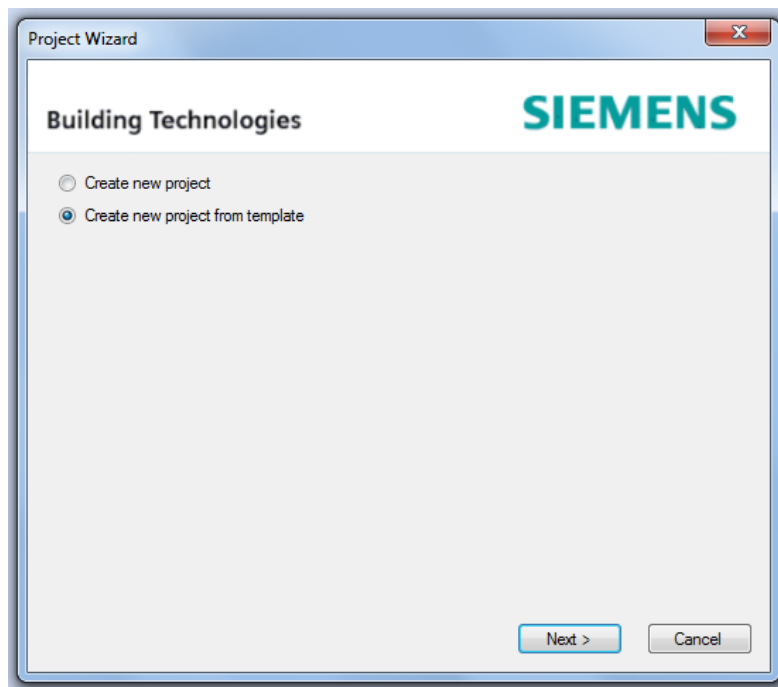 Project Wizard
Building Technologies
SIEMENS
Create new project
Create new project from template
Next >
Cancel